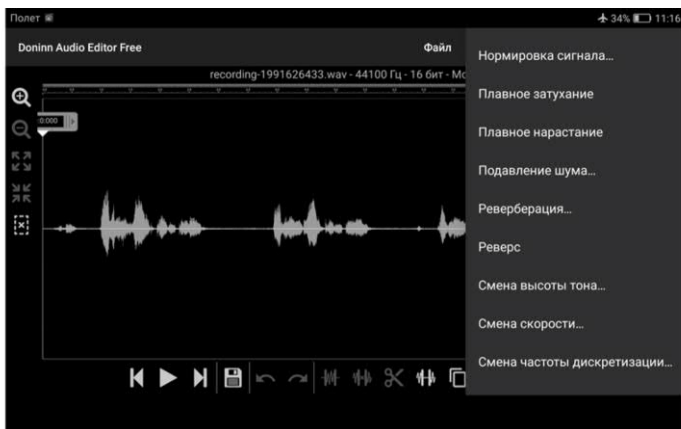 Полет
34% 11:16
Doninn Audio Editor Free
Файл
recording-1991626433.wav - 44100 Гц - 16 бит - Мо
0:000
Нормировка сигнала...
Плавное затухание
Плавное нарастание
Подавление шума...
Реверберация...
Реверс
Смена высоты тона...
Смена скорости...
Смена частоты дискретизации...